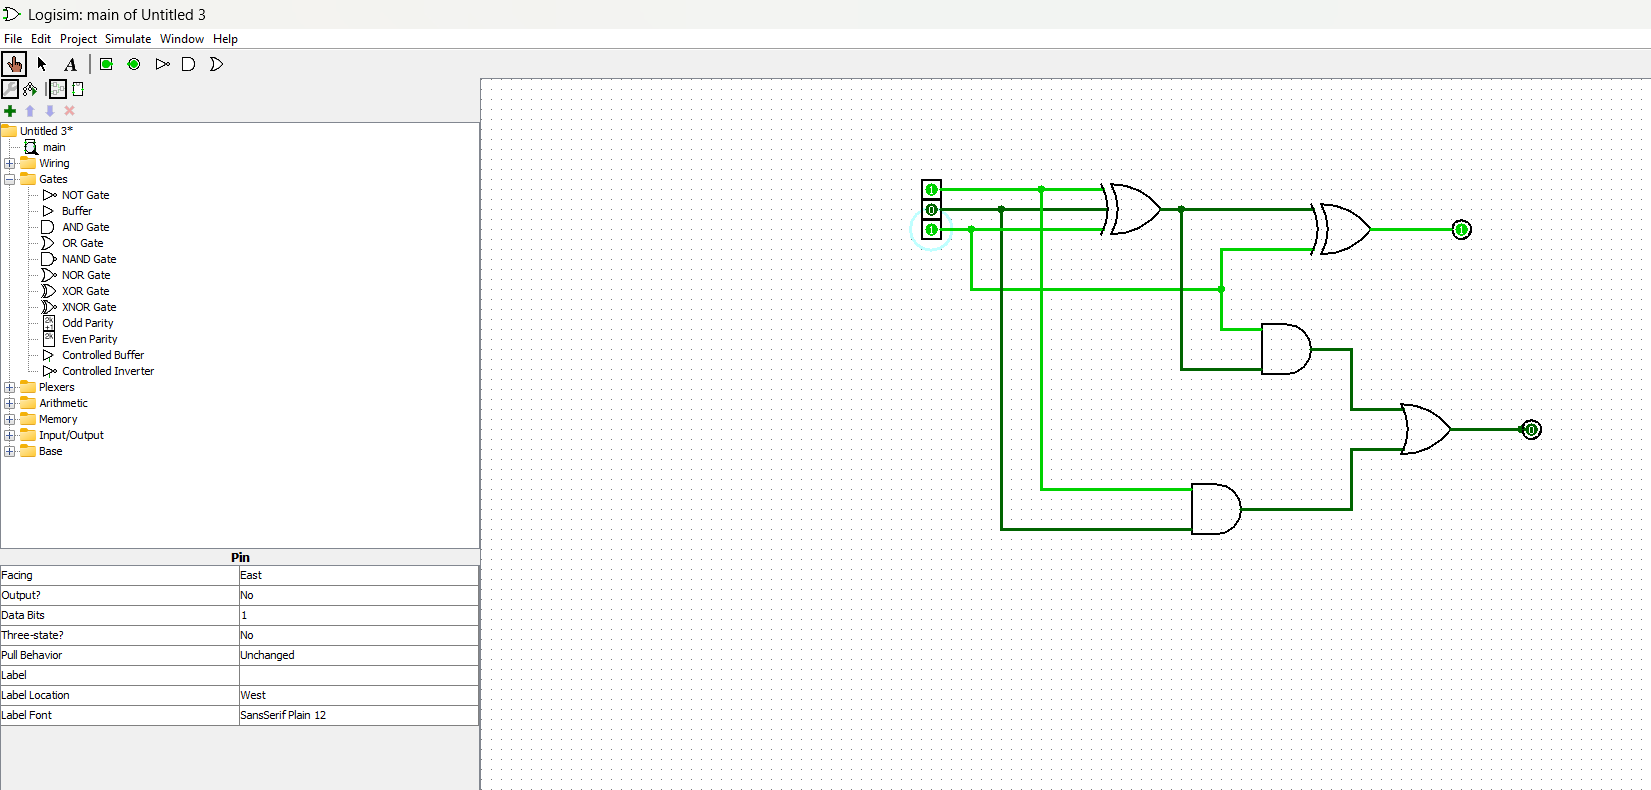 Logisim: main of Untitled 3
File Edit Project Simulate Window Help
A
Untitled 3*
main
Wiring
Gates
NOT Gate
Buffer
AND Gate
OR Gate
NAND Gate
NOR Gate
XOR Gate
XNOR Gate
2k+1 Odd Parity
2k Even Parity
Controlled Buffer
Controlled Inverter
Plexers
Arithmetic
Memory
Input/Output
Base
Pin
Facing East
Output? No
Data Bits 1
Three-state? No
Pull Behavior Unchanged
Label
Label Location West
Label Font SansSerif Plain 12
1
0
1
1
0